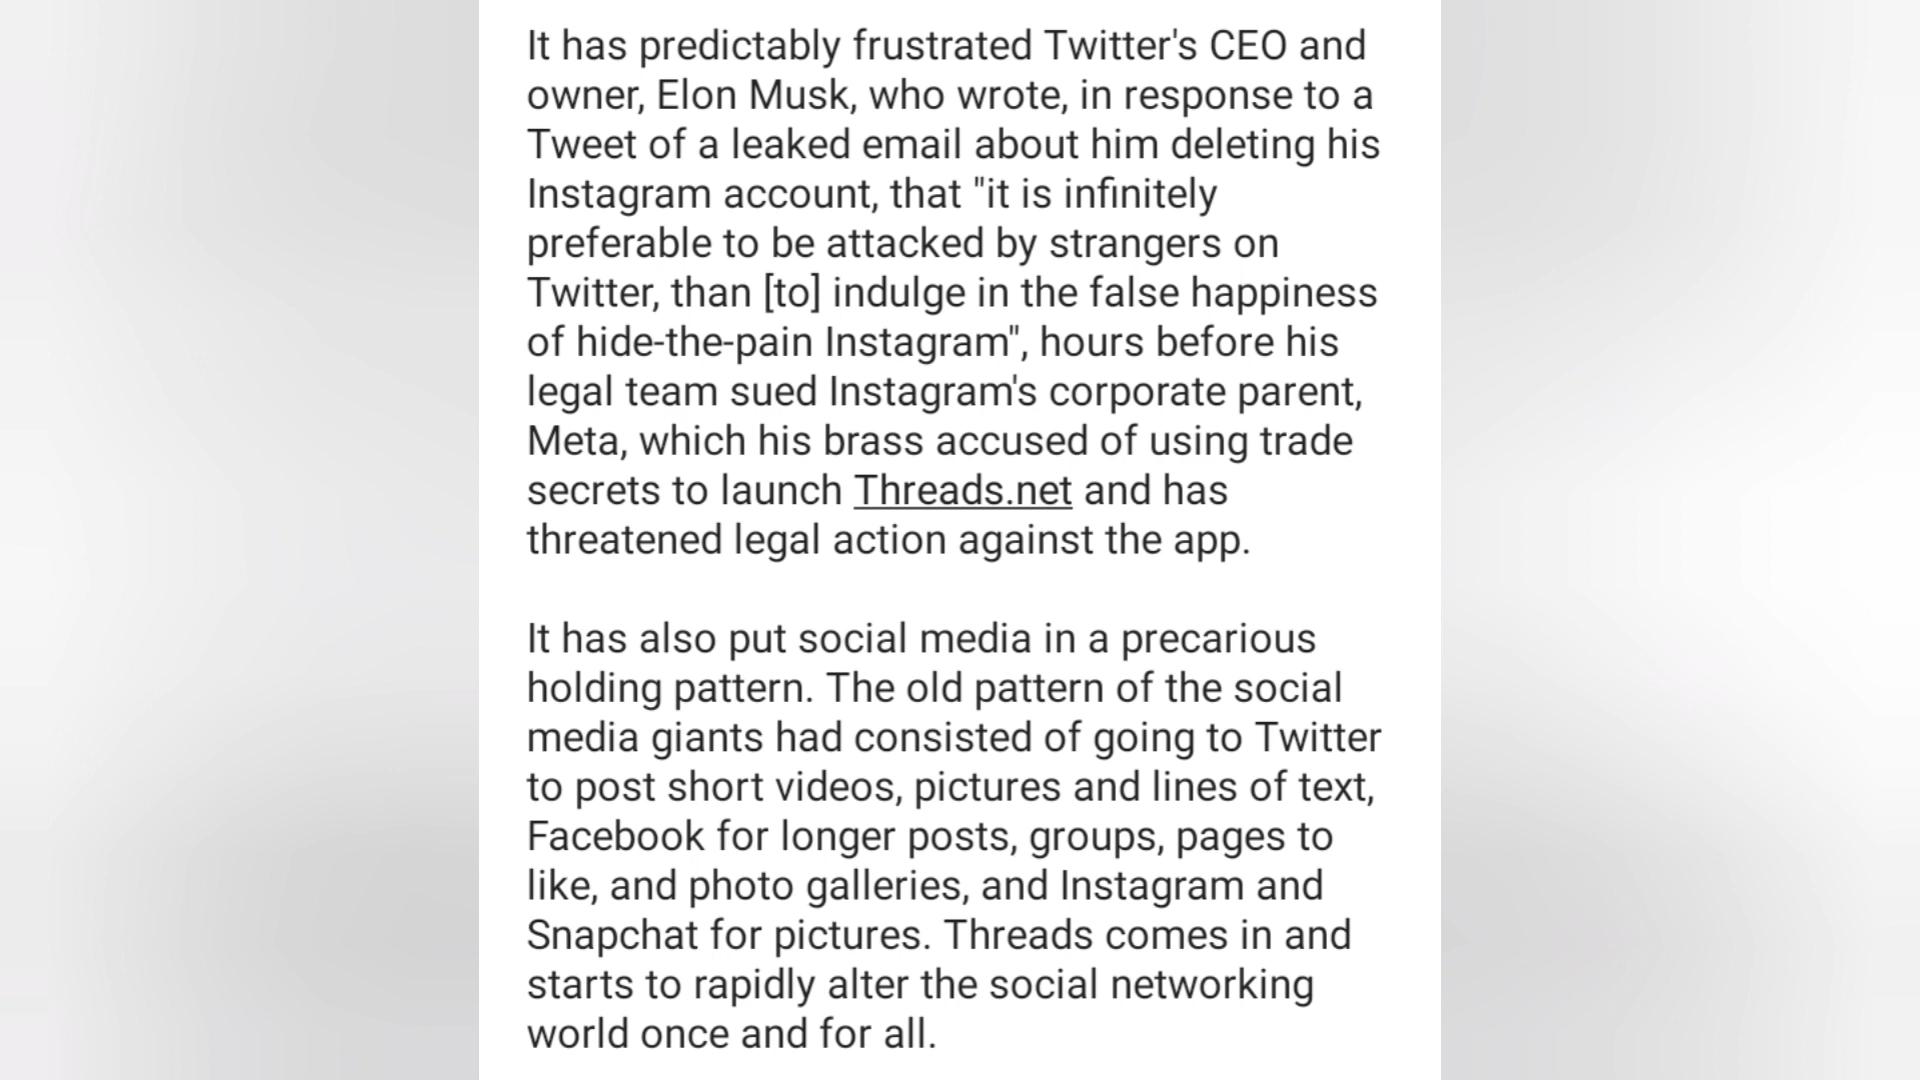 It has predictably frustrated Twitter's CEO and
owner, Elon Musk, who wrote, in response to a
Tweet of a leaked email about him deleting his
Instagram account, that "it is infinitely
preferable to be attacked by strangers on
Twitter, than [to] indulge in the false happiness
of hide-the-pain Instagram", hours before his
legal team sued Instagram's corporate parent,
Meta, which his brass accused of using trade
secrets to launch Threads.net and has
threatened legal action against the app.
It has also put social media in a precarious
holding pattern. The old pattern of the social
media giants had consisted of going to Twitter
to post short videos, pictures and lines of text,
Facebook for longer posts, groups, pages to
like, and photo galleries, and Instagram and
Snapchat for pictures. Threads comes in and
starts to rapidly alter the social networking
world once and for all.